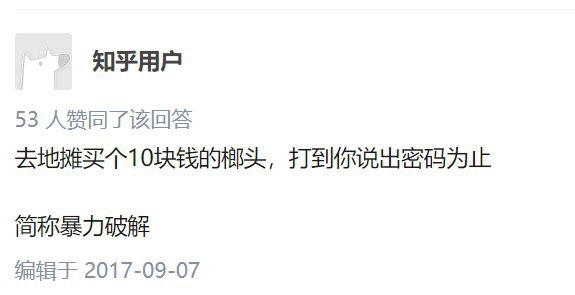 知乎用户
53 人赞同了该回答
去地摊买个10块钱的榔头，打到你说出密码为止
简称暴力破解
编辑于 2017-09-07